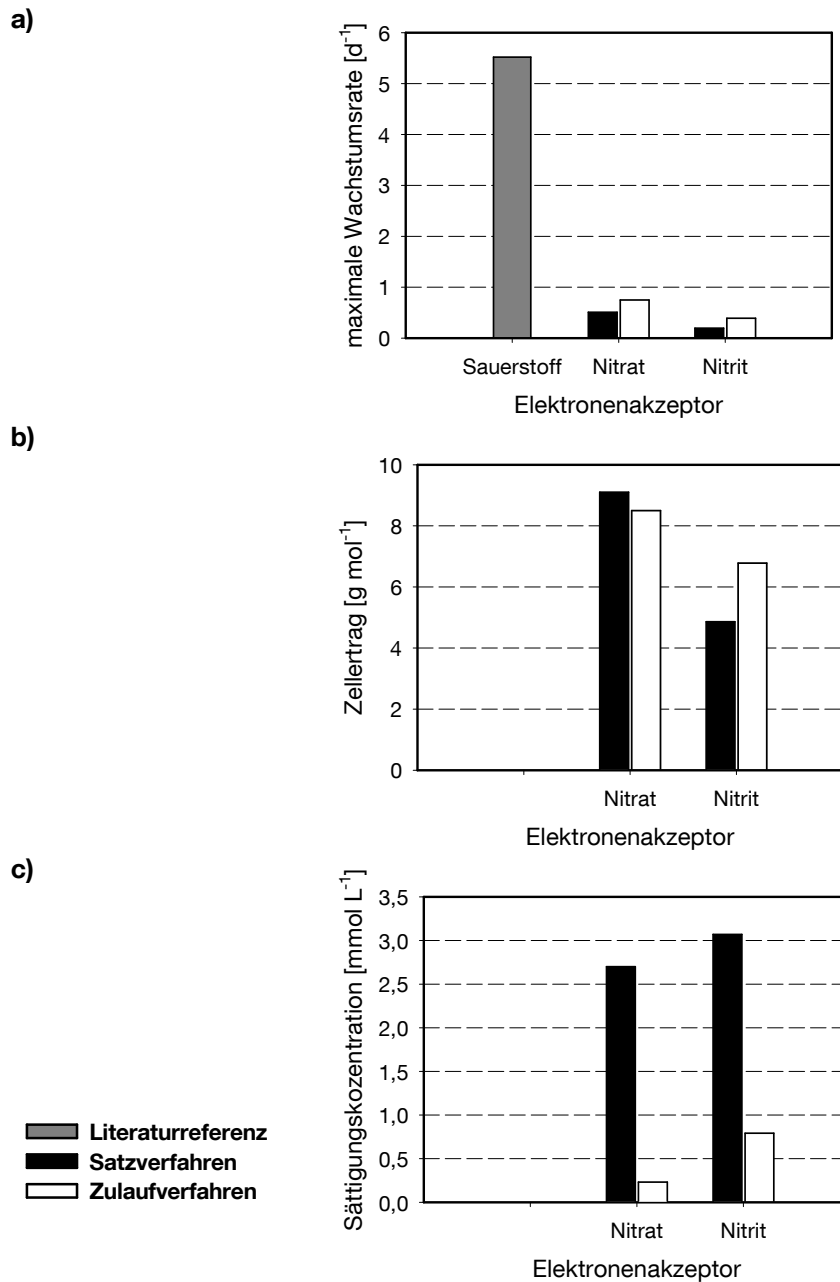 a)
maximale Wachstumsrate [d⁻¹]
6
5
4
3
2
1
0
Sauerstoff Nitrat Nitrit
Elektronenakzeptor
b)
Zellertrag [g mol⁻¹]
10
8
6
4
2
0
Nitrat Nitrit
Elektronenakzeptor
c)
Sättigungskozentration [mmol L⁻¹]
3,5
3,0
2,5
2,0
1,5
1,0
0,5
0,0
Nitrat Nitrit
Elektronenakzeptor
Literaturreferenz
Satzverfahren
Zulaufverfahren